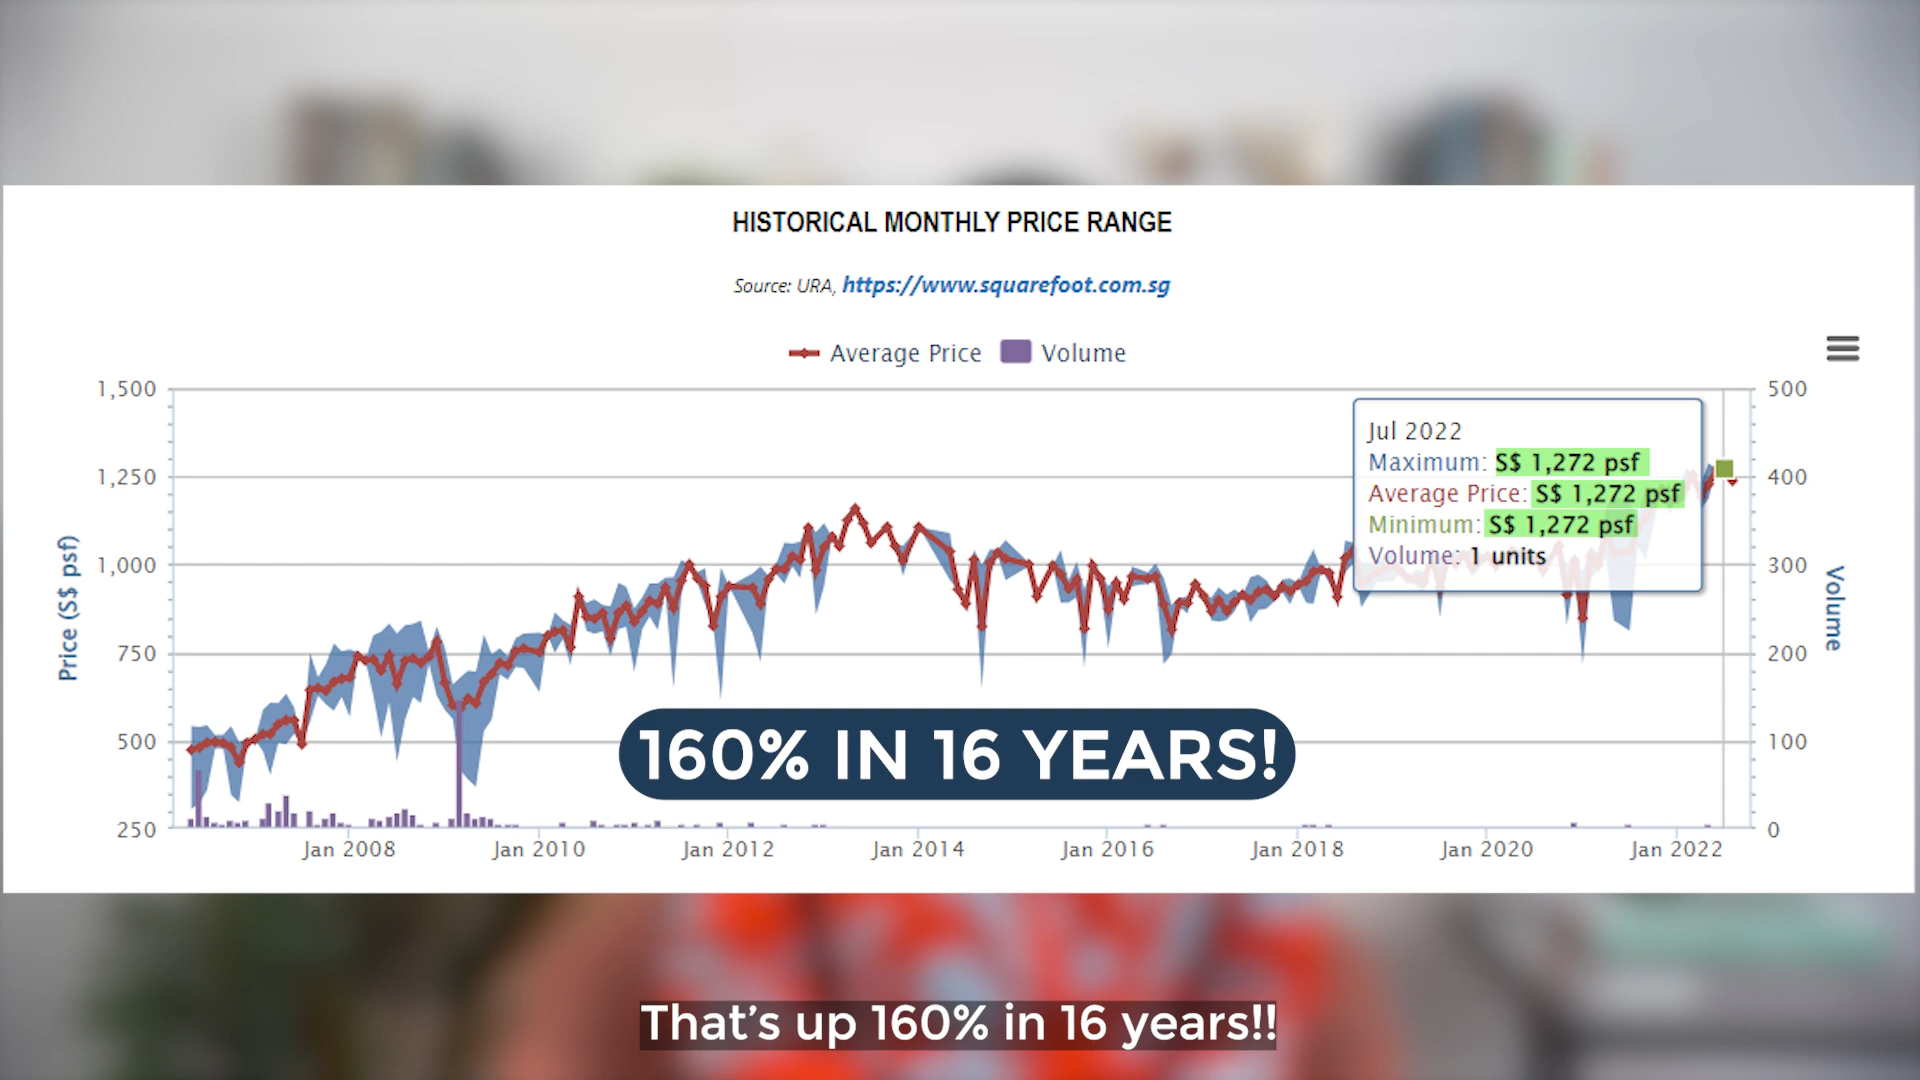 HISTORICAL MONTHLY PRICE RANGE
Source: URA, https://www.squarefoot.com.sg
Average Price Volume
1,500
1,250
1,000
750
500
250
Price (S$ psf)
500
400
300
200
100
0
Volume
Jul 2022
Maximum: S$ 1,272 psf
Average Price: S$ 1,272 psf
Minimum: S$ 1,272 psf
Volume: 1 units
160% IN 16 YEARS!
Jan 2008 Jan 2010 Jan 2012 Jan 2014 Jan 2016 Jan 2018 Jan 2020 Jan 2022
That's up 160% in 16 years!!